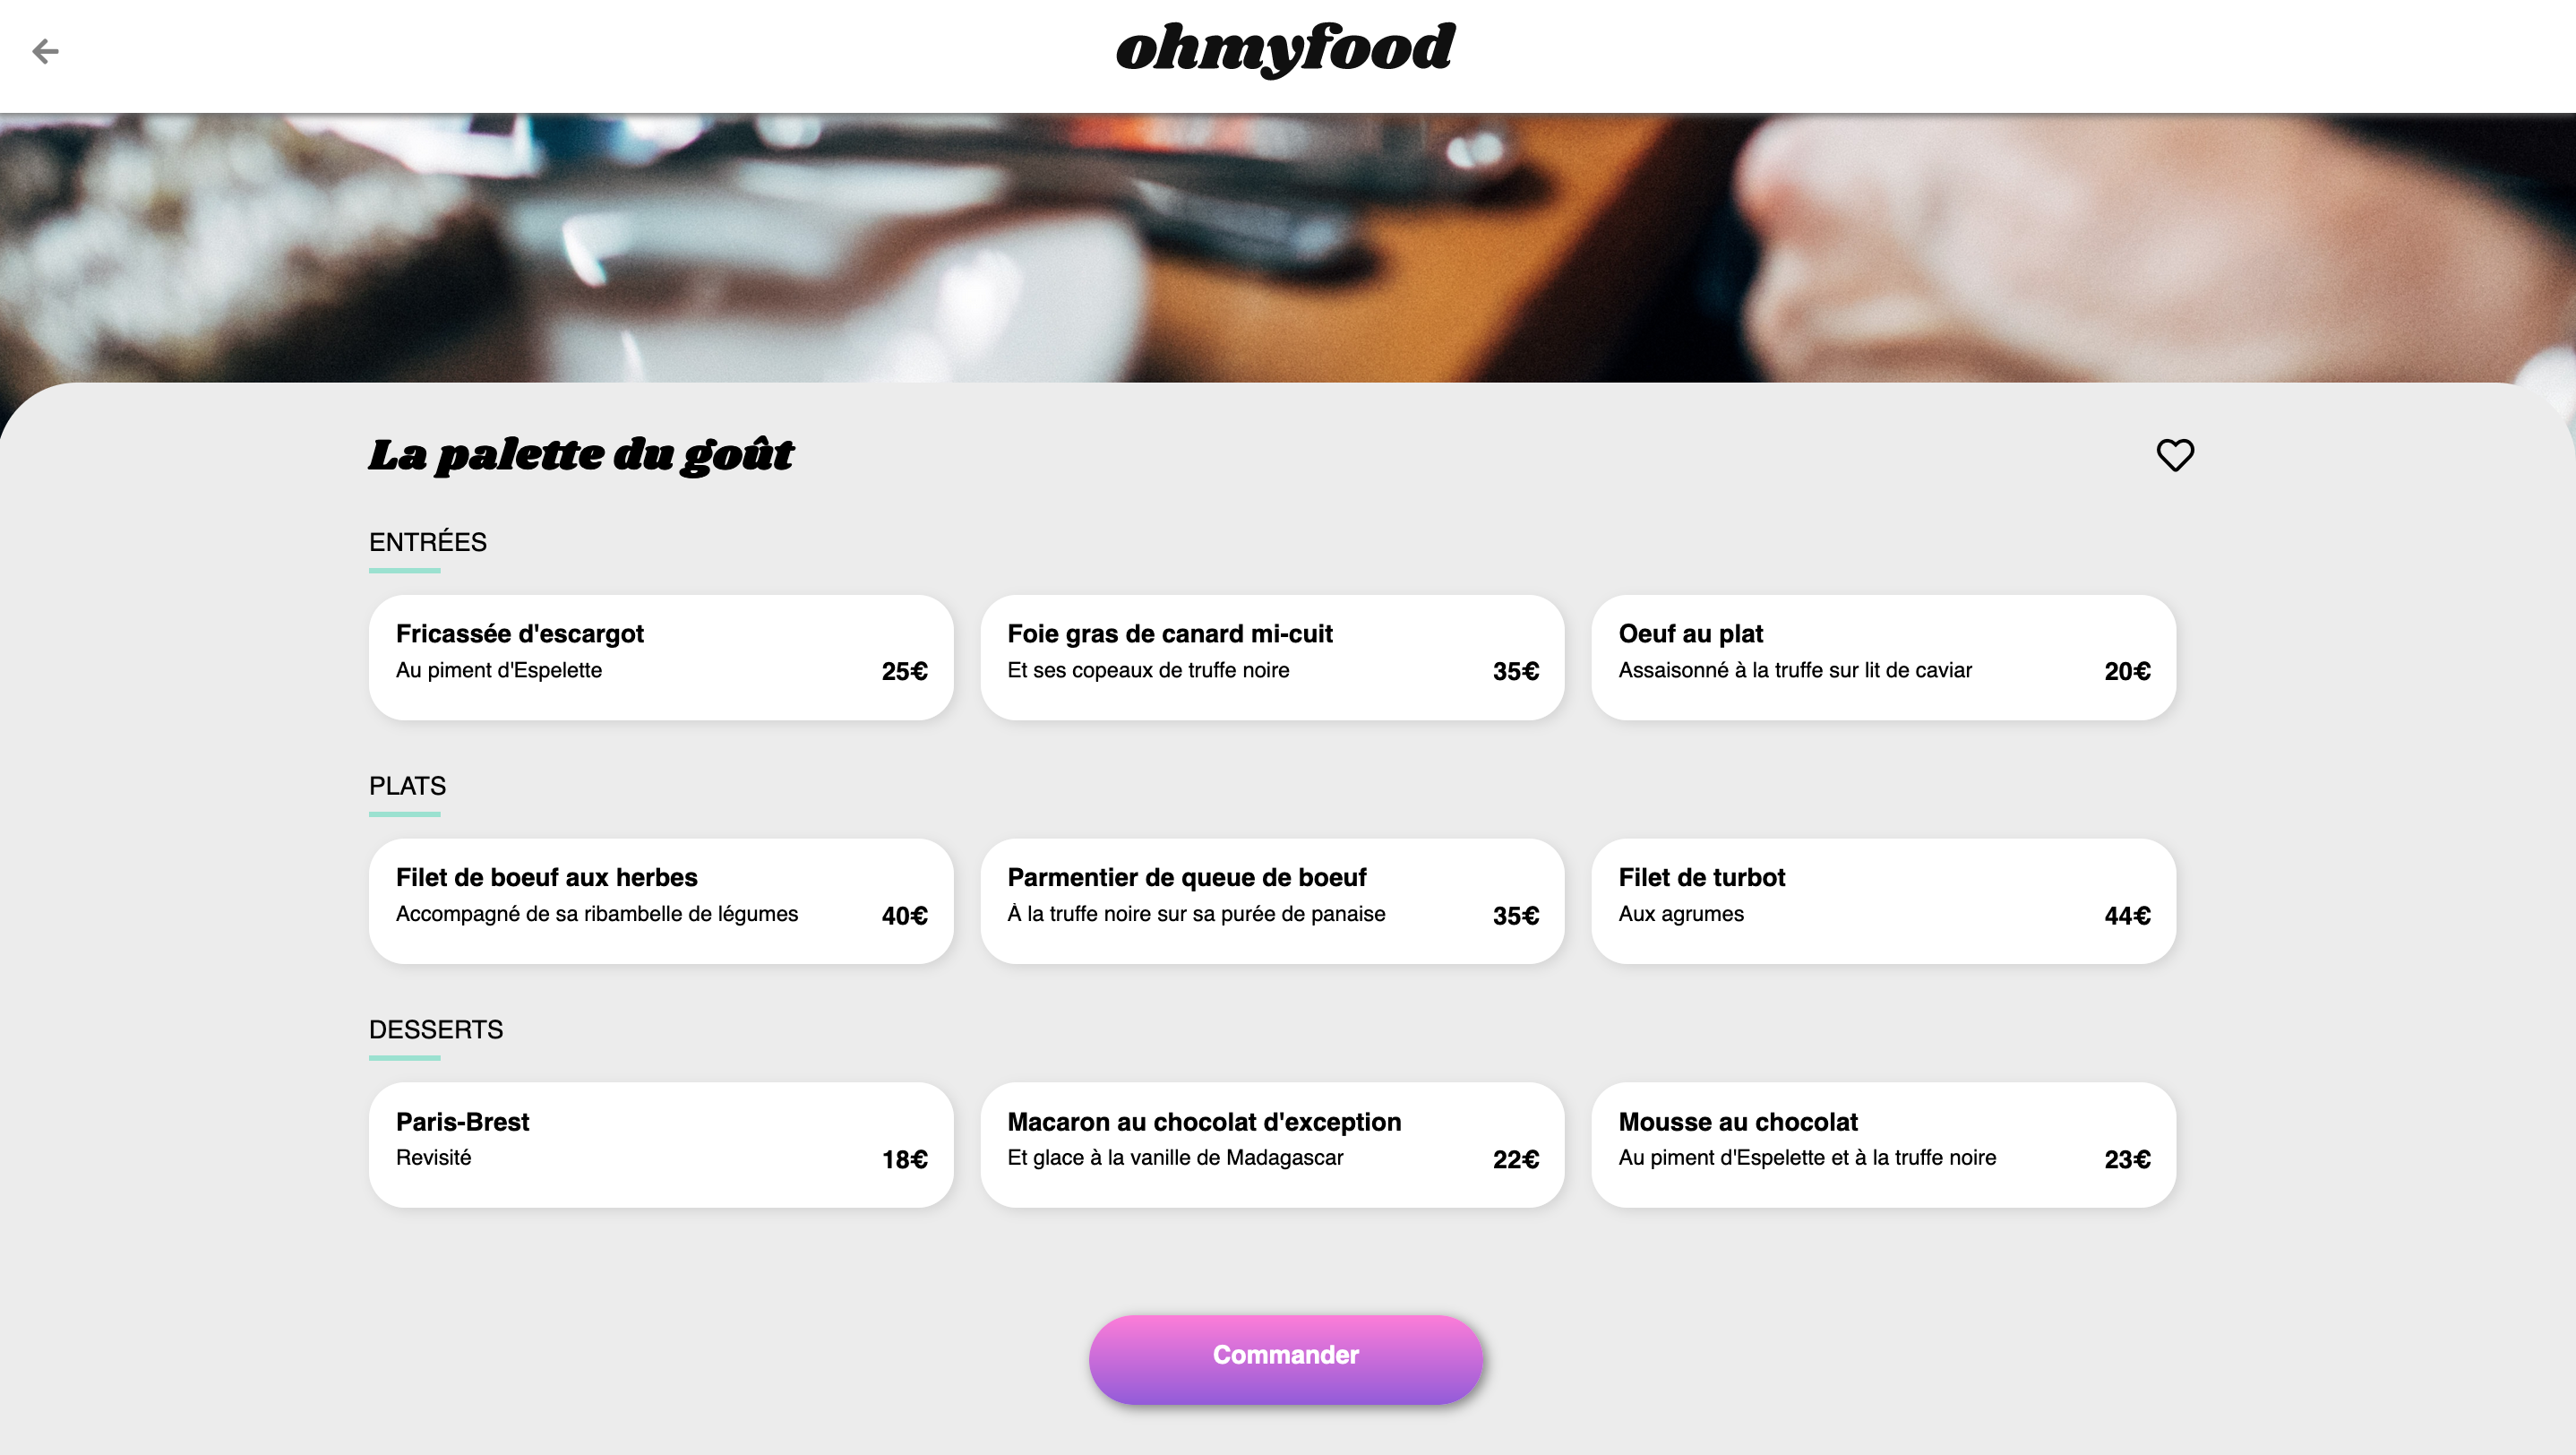 ohmyfood
La palette du goût
ENTRÉES
Fricassée d'escargot
Au piment d'Espelette
25€
Foie gras de canard mi-cuit
Et ses copeaux de truffe noire
35€
Oeuf au plat
Assaisonné à la truffe sur lit de caviar
20€
PLATS
Filet de boeuf aux herbes
Accompagné de sa ribambelle de légumes
40€
Parmentier de queue de boeuf
À la truffe noire sur sa purée de panaise
35€
Filet de turbot
Aux agrumes
44€
DESSERTS
Paris-Brest
Revisité
18€
Macaron au chocolat d'exception
Et glace à la vanille de Madagascar
22€
Mousse au chocolat
Au piment d'Espelette et à la truffe noire
23€
Commander